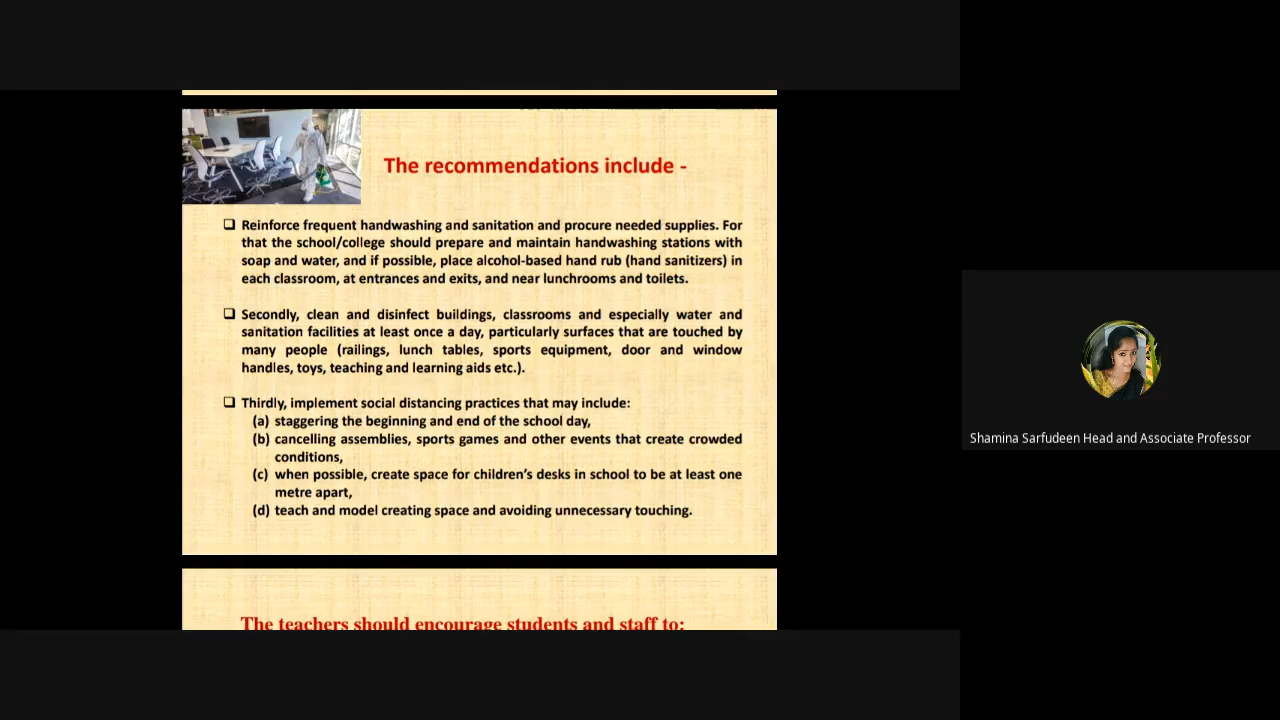 The recommendations include -
❑ Reinforce frequent handwashing and sanitation and procure needed supplies. For
that the school/college should prepare and maintain handwashing stations with
soap and water, and if possible, place alcohol-based hand rub (hand sanitizers) in
each classroom, at entrances and exits, and near lunchrooms and toilets.
❑ Secondly, clean and disinfect buildings, classrooms and especially water and
sanitation facilities at least once a day, particularly surfaces that are touched by
many people (railings, lunch tables, sports equipment, door and window
handles, toys, teaching and learning aids etc.).
❑ Thirdly, implement social distancing practices that may include:
(a) staggering the beginning and end of the school day,
(b) cancelling assemblies, sports games and other events that create crowded
conditions,
(c) when possible, create space for children's desks in school to be at least one
metre apart,
(d) teach and model creating space and avoiding unnecessary touching.
The teachers should encourage students and staff to:
Shamina Sarfudeen Head and Associate Professor